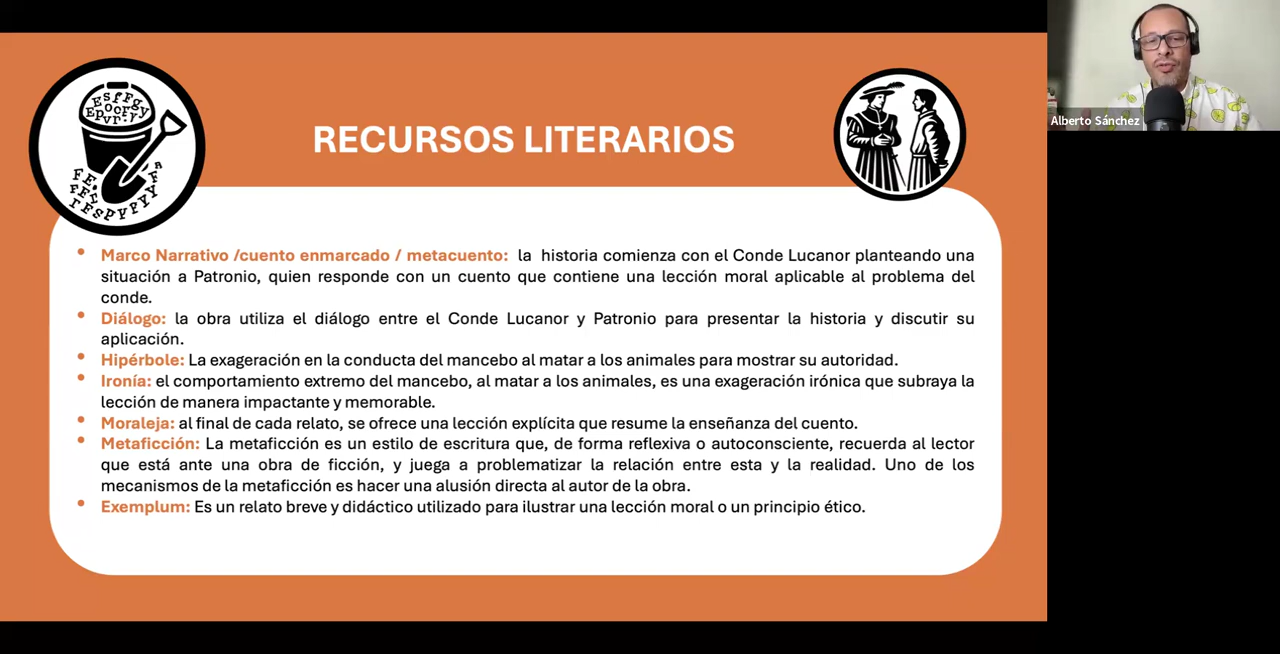 RECURSOS LITERARIOS
Alberto Sánchez
• Marco Narrativo /cuento enmarcado / metacuento: la historia comienza con el Conde Lucanor planteando una
situación a Patronio, quien responde con un cuento que contiene una lección moral aplicable al problema del
conde.
• Diálogo: la obra utiliza el diálogo entre el Conde Lucanor y Patronio para presentar la historia y discutir su
aplicación.
• Hipérbole: La exageración en la conducta del mancebo al matar a los animales para mostrar su autoridad.
• Ironía: el comportamiento extremo del mancebo, al matar a los animales, es una exageración irónica que subraya la
lección de manera impactante y memorable.
• Moraleja: al final de cada relato, se ofrece una lección explícita que resume la enseñanza del cuento.
• Metaficción: La metaficción es un estilo de escritura que, de forma reflexiva o autoconsciente, recuerda al lector
que está ante una obra de ficción, y juega a problematizar la relación entre esta y la realidad. Uno de los
mecanismos de la metaficción es hacer una alusión directa al autor de la obra.
• Exemplum: Es un relato breve y didáctico utilizado para ilustrar una lección moral o un principio ético.